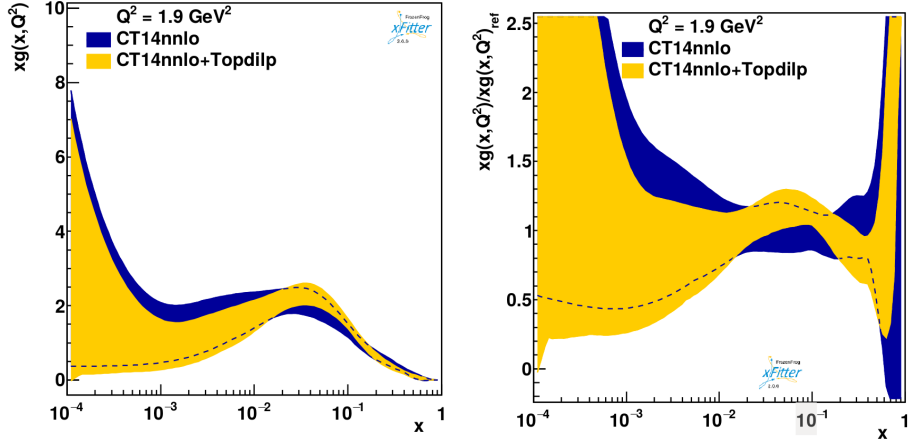 xg(x,Q²)
10
8
6
4
2
0
Q² = 1.9 GeV²
CT14nnlo
CT14nnlo+Topdilp
FrozenFrog
xFitter
10⁻⁴ 10⁻³ 10⁻² 10⁻¹ 1
x
xg(x,Q²)/xg(x,Q²)ref
2.5
2
1.5
1
0.5
0
Q² = 1.9 GeV²
CT14nnlo
CT14nnlo+Topdilp
FrozenFrog
xFitter
10⁻⁴ 10⁻³ 10⁻² 10⁻¹ 1
x